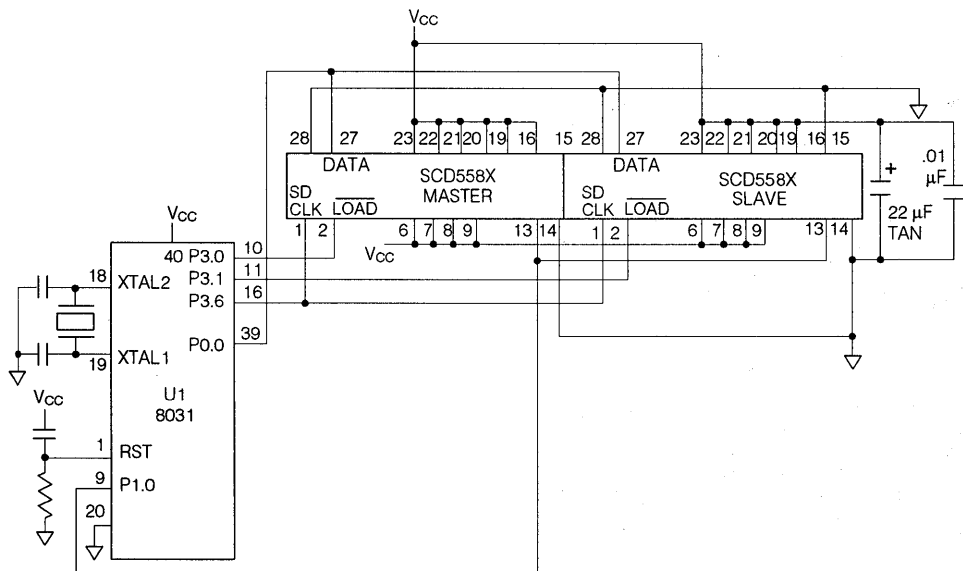 VCC
28 27 23 22 21 20 19 16 15 28 27 23 22 21 20 19 16 15
DATA DATA
SCD558X
MASTER
SCD558X
SLAVE
SD
CLK LOAD
SD
CLK LOAD
.01
µF
+
22 µF
TAN
1 2 6 7 8 9 13 14 1 2 6 7 8 9 13 14
VCC
VCC
40 P3.0 10
P3.1 11
P3.6 16
P0.0 39
18 XTAL2
19 XTAL1
U1
8031
VCC
1 RST
9 P1.0
20